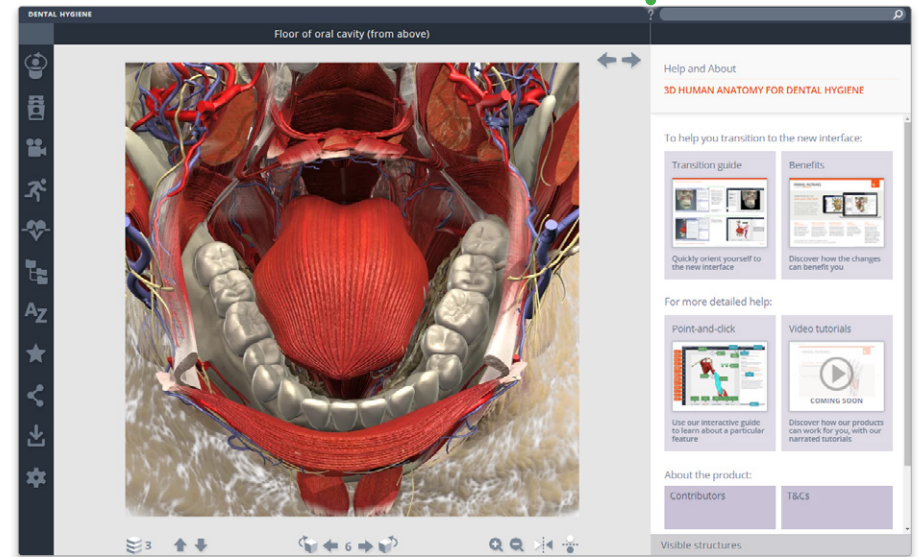 DENTAL HYGIENE
?
Floor of oral cavity (from above)
Help and About
3D HUMAN ANATOMY FOR DENTAL HYGIENE
To help you transition to the new interface:
Transition guide
Quickly orient yourself to
the new interface
Benefits
Discover how the changes
can benefit you
For more detailed help:
Point-and-click
Use our interactive guide
to learn about a particular
feature
Video tutorials
COMING SOON
Discover how our products
can work for you, with our
narrated tutorials
About the product:
Contributors
T&Cs
Visible structures
AZ
3
6